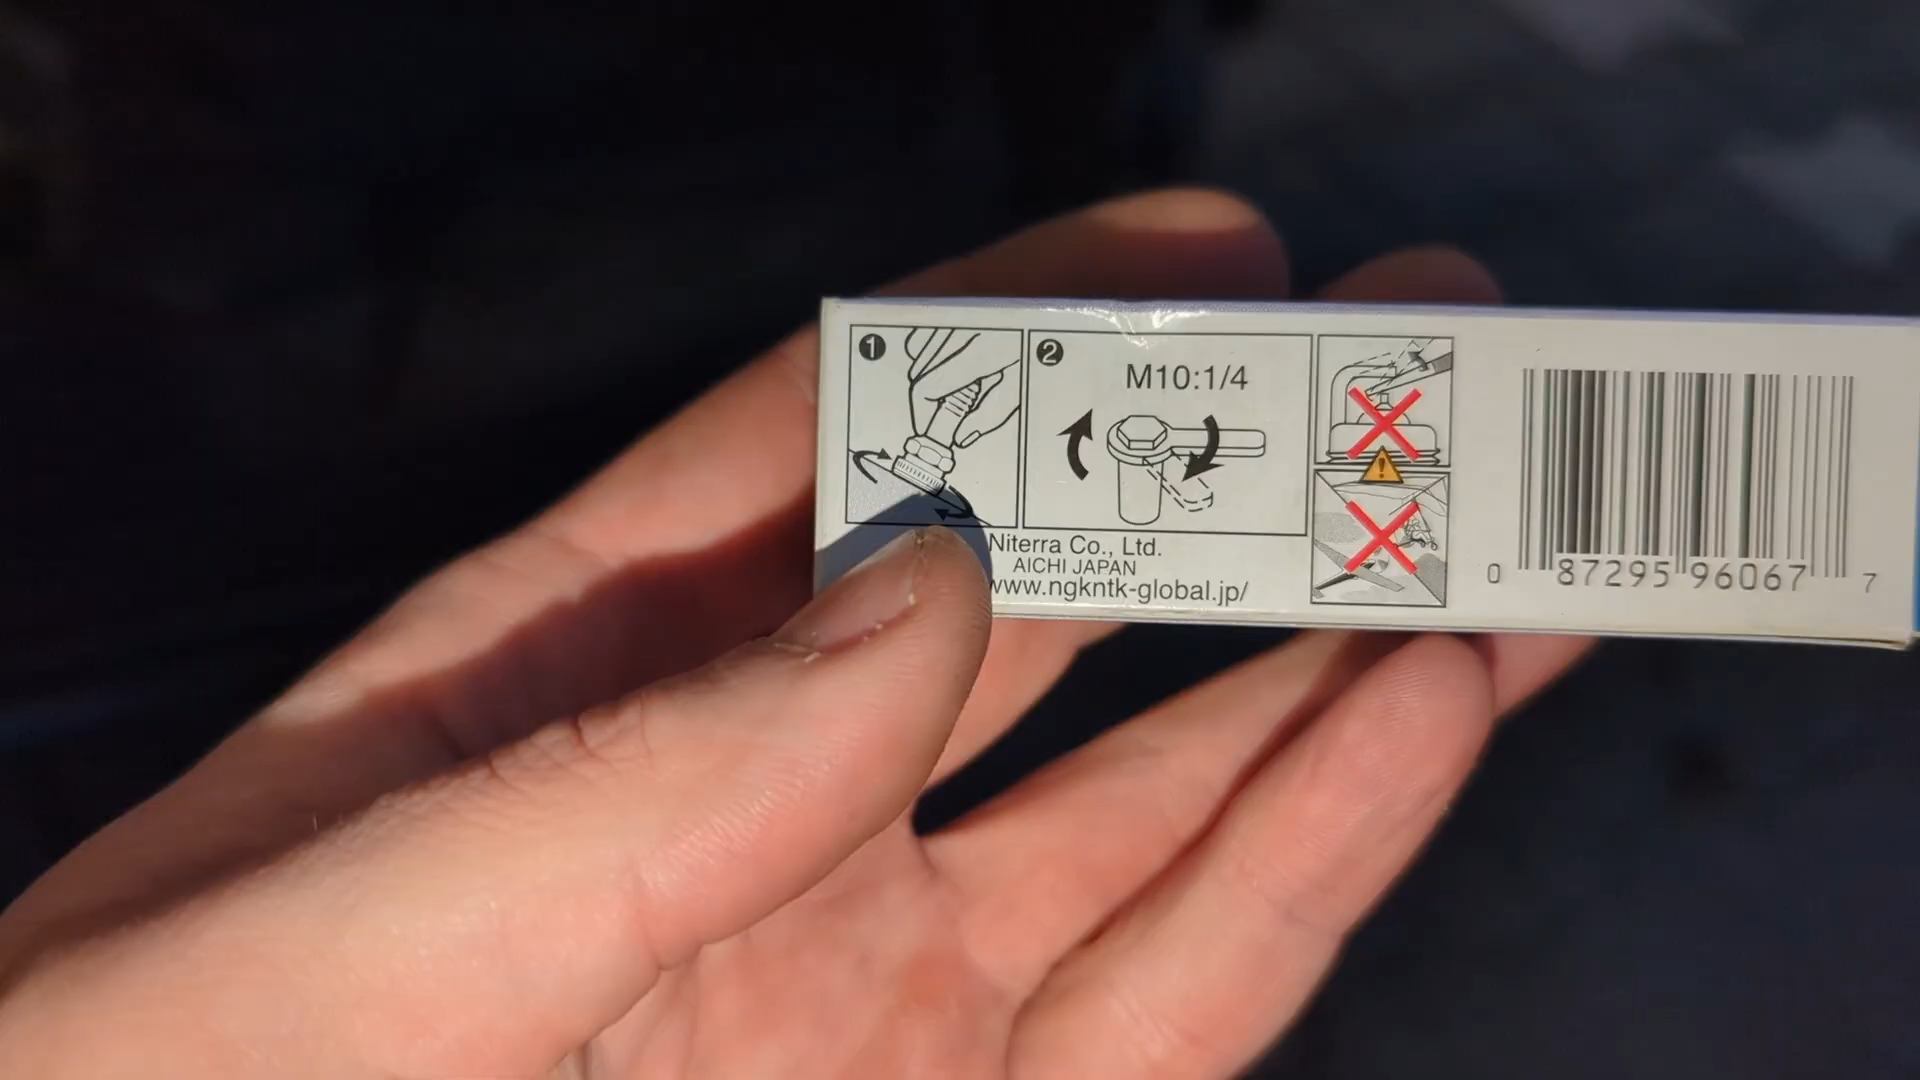 1
2
M10:1/4
Niterra Co., Ltd.
AICHI JAPAN
www.ngkntk-global.jp/
0 87295 96067 7